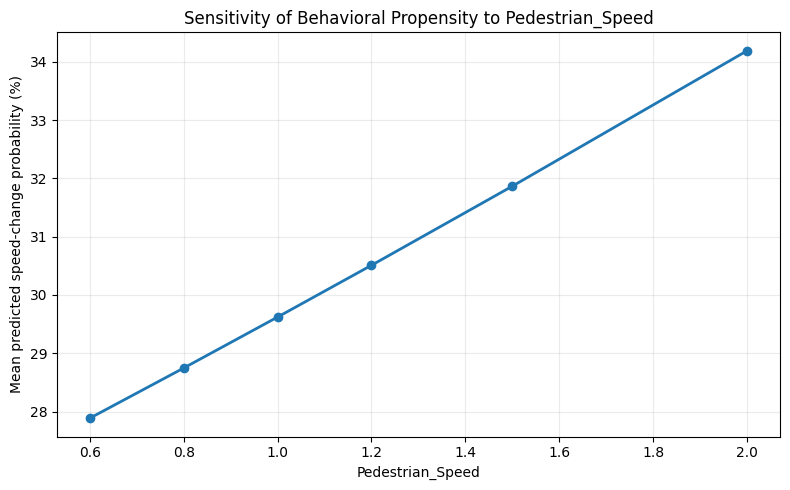 Sensitivity of Behavioral Propensity to Pedestrian_Speed
Mean predicted speed-change probability (%)
34
33
32
31
30
29
28
0.6 0.8 1.0 1.2 1.4 1.6 1.8 2.0
Pedestrian_Speed